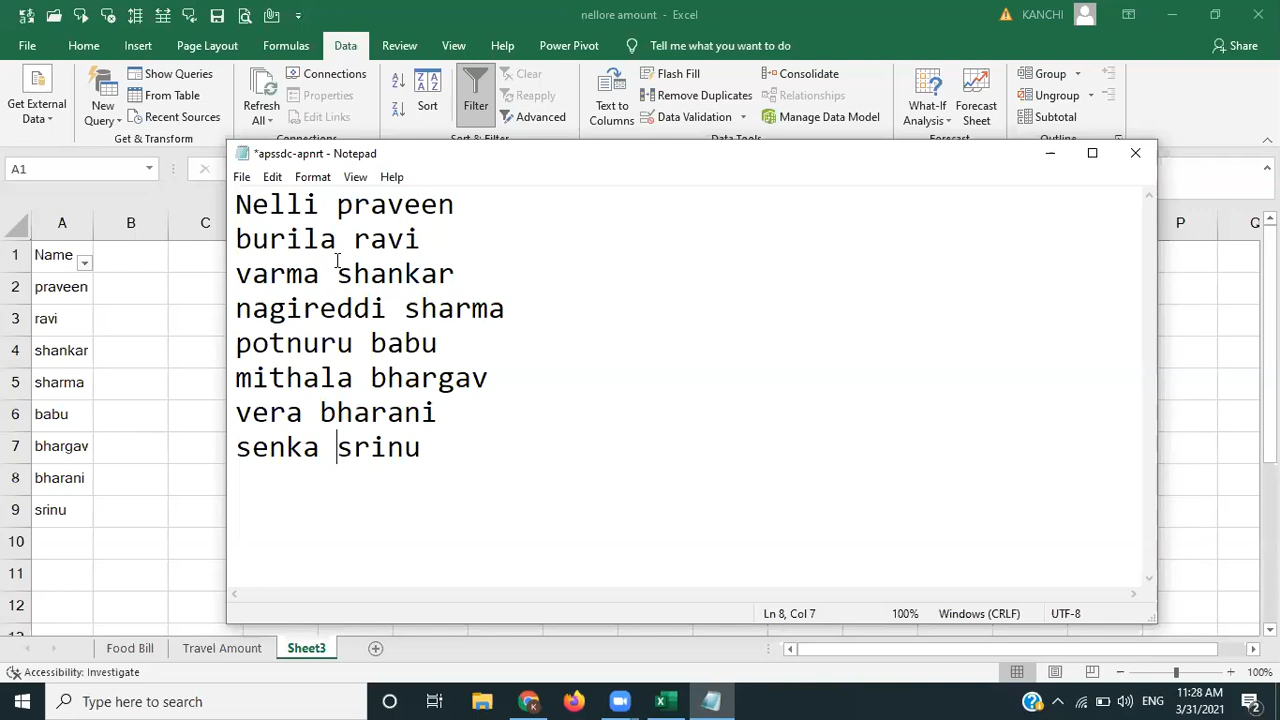 nellore amount - Excel
KANCHI
File Home Insert Page Layout Formulas Data Review View Help Power Pivot Tell me what you want to do Share
Get External Data
New Query
Show Queries
From Table
Recent Sources
Get & Transform
Refresh All
Connections
Properties
Edit Links
Connections
Sort
Filter
Clear
Reapply
Advanced
Sort & Filter
Text to Columns
Flash Fill
Remove Duplicates
Data Validation
Consolidate
Relationships
Manage Data Model
What-If Analysis
Forecast Sheet
Forecast
Group
Ungroup
Subtotal
Outline
A1
*apssdc-apnrt - Notepad
File Edit Format View Help
Nelli praveen
burila ravi
varma shankar
nagireddi sharma
potnuru babu
mithala bhargav
vera bharani
senka srinu
Ln 8, Col 7 100% Windows (CRLF) UTF-8
A B C P
1 Name
2 praveen
3 ravi
4 shankar
5 sharma
6 babu
7 bhargav
8 bharani
9 srinu
10
11
12
Food Bill Travel Amount Sheet3
Accessibility: Investigate
100%
Type here to search
11:28 AM
3/31/2021
2